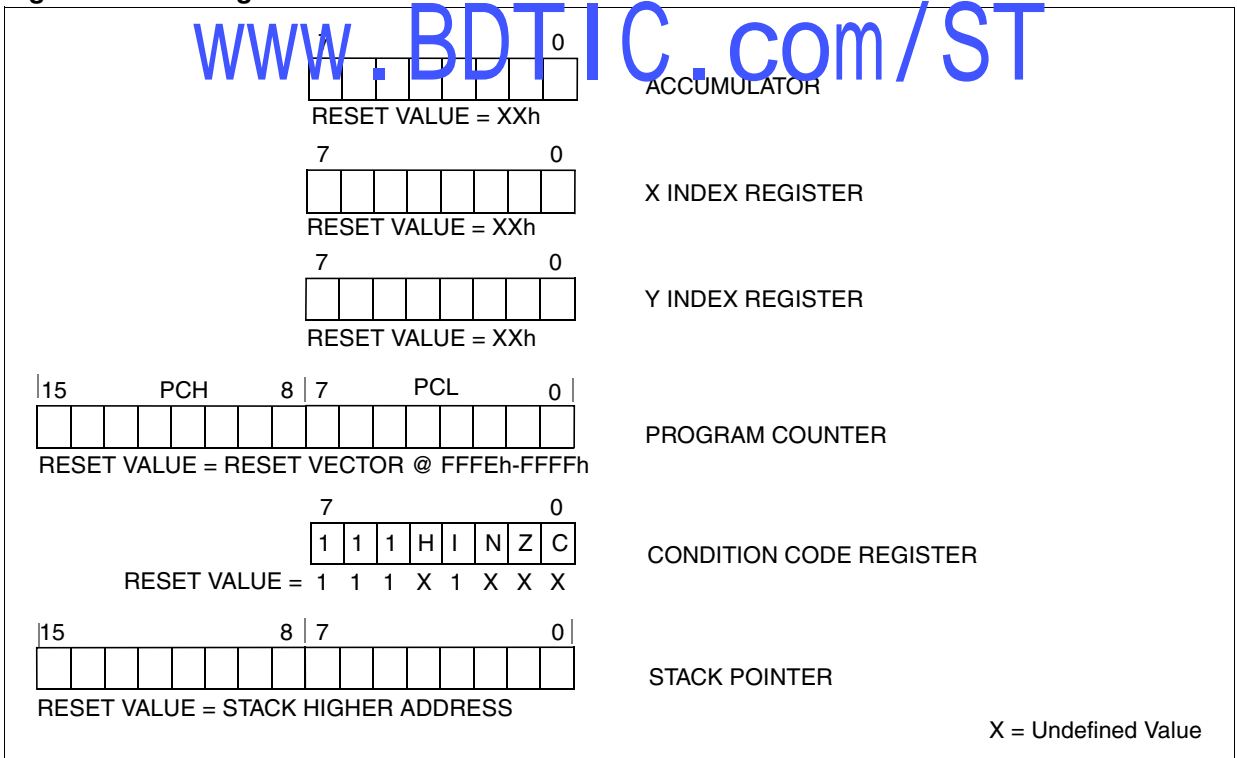 www.BDTIC.com/ST
7 0
ACCUMULATOR
RESET VALUE = XXh
7 0
X INDEX REGISTER
RESET VALUE = XXh
7 0
Y INDEX REGISTER
RESET VALUE = XXh
15 PCH 8 7 PCL 0
PROGRAM COUNTER
RESET VALUE = RESET VECTOR @ FFFEh-FFFFh
7 0
1 1 1 H I N Z C
CONDITION CODE REGISTER
RESET VALUE = 1 1 1 X 1 X X X
15 8 7 0
STACK POINTER
RESET VALUE = STACK HIGHER ADDRESS
X = Undefined Value